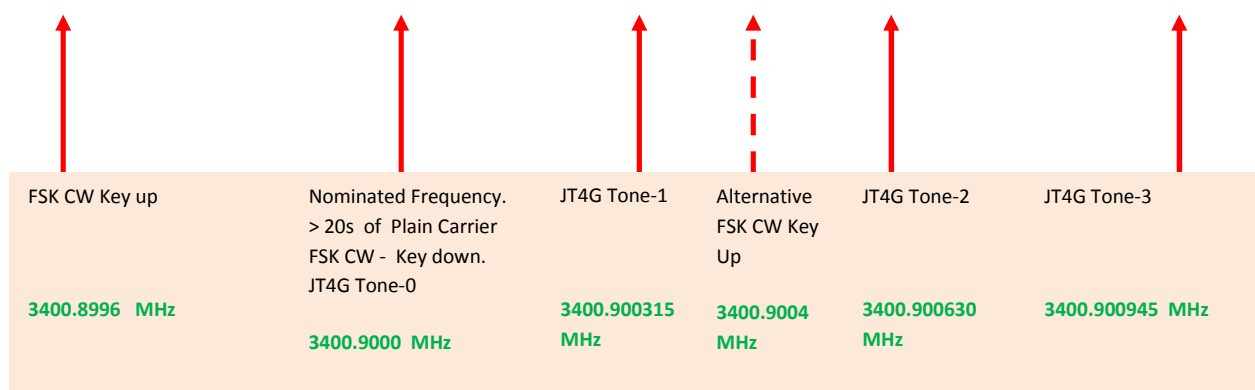 FSK CW Key up
3400.8996 MHz
Nominated Frequency.
> 20s of Plain Carrier
FSK CW - Key down.
JT4G Tone-0
3400.9000 MHz
JT4G Tone-1
3400.900315
MHz
Alternative
FSK CW Key
Up
3400.9004
MHz
JT4G Tone-2
3400.900630
MHz
JT4G Tone-3
3400.900945 MHz